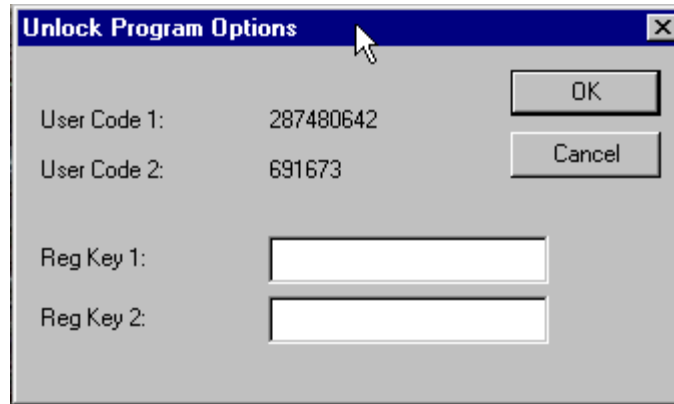 Unlock Program Options
OK
User Code 1: 287480642
Cancel
User Code 2: 691673
Reg Key 1:
Reg Key 2: